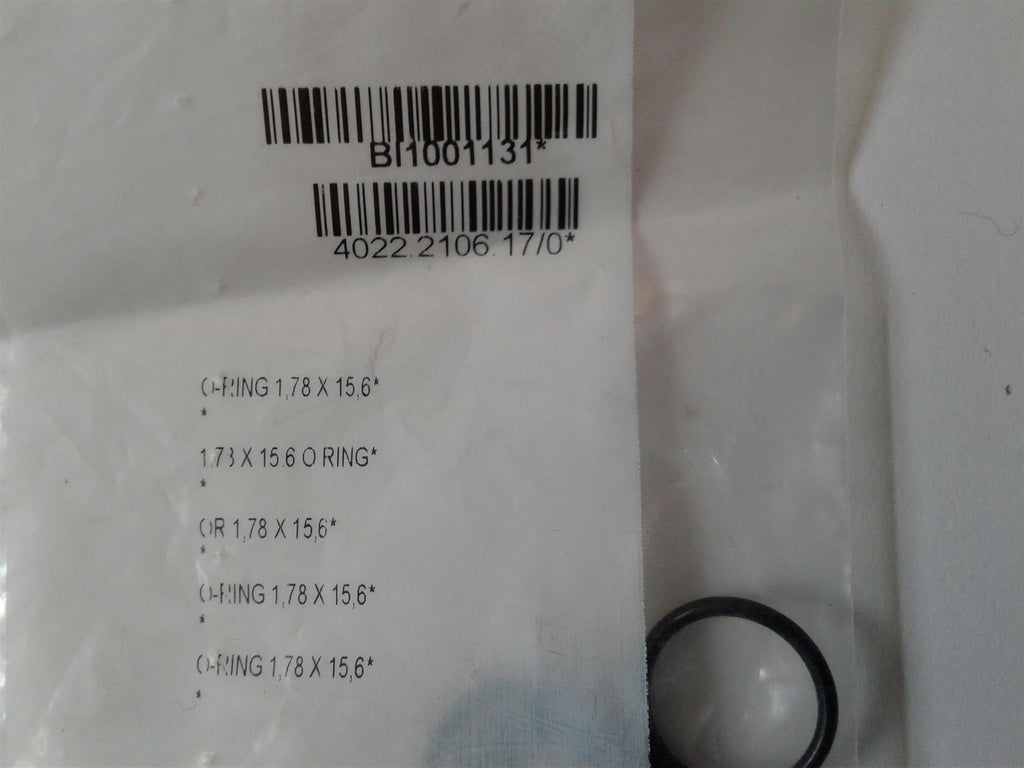 BI1001131*
4022.2106.17/0*
O-RING 1,78 X 15,6*
*
1.78 X 15.6 O RING*
*
OR 1,78 X 15,6*
*
O-RING 1,78 X 15,6*
*
O-RING 1,78 X 15,6*
*